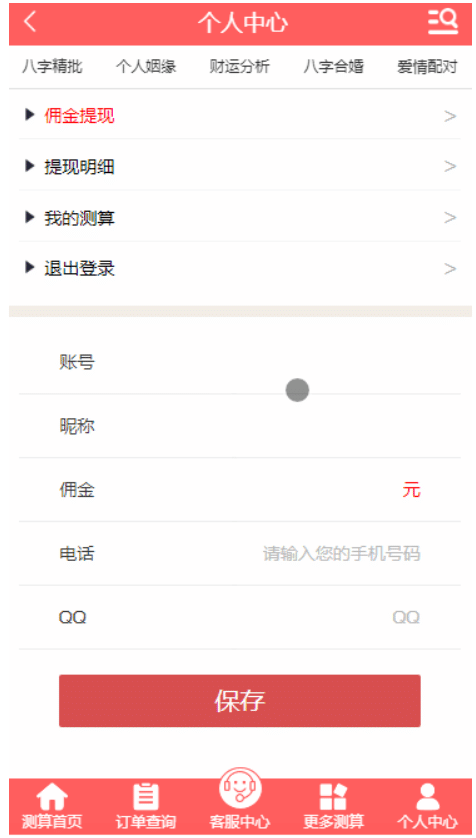 个人中心
八字精批 个人姻缘 财运分析 八字合婚 爱情配对
佣金提现
提现明细
我的测算
退出登录
账号
昵称
佣金 元
电话 请输入您的手机号码
QQ QQ
保存
测算首页 订单查询 客服中心 更多测算 个人中心